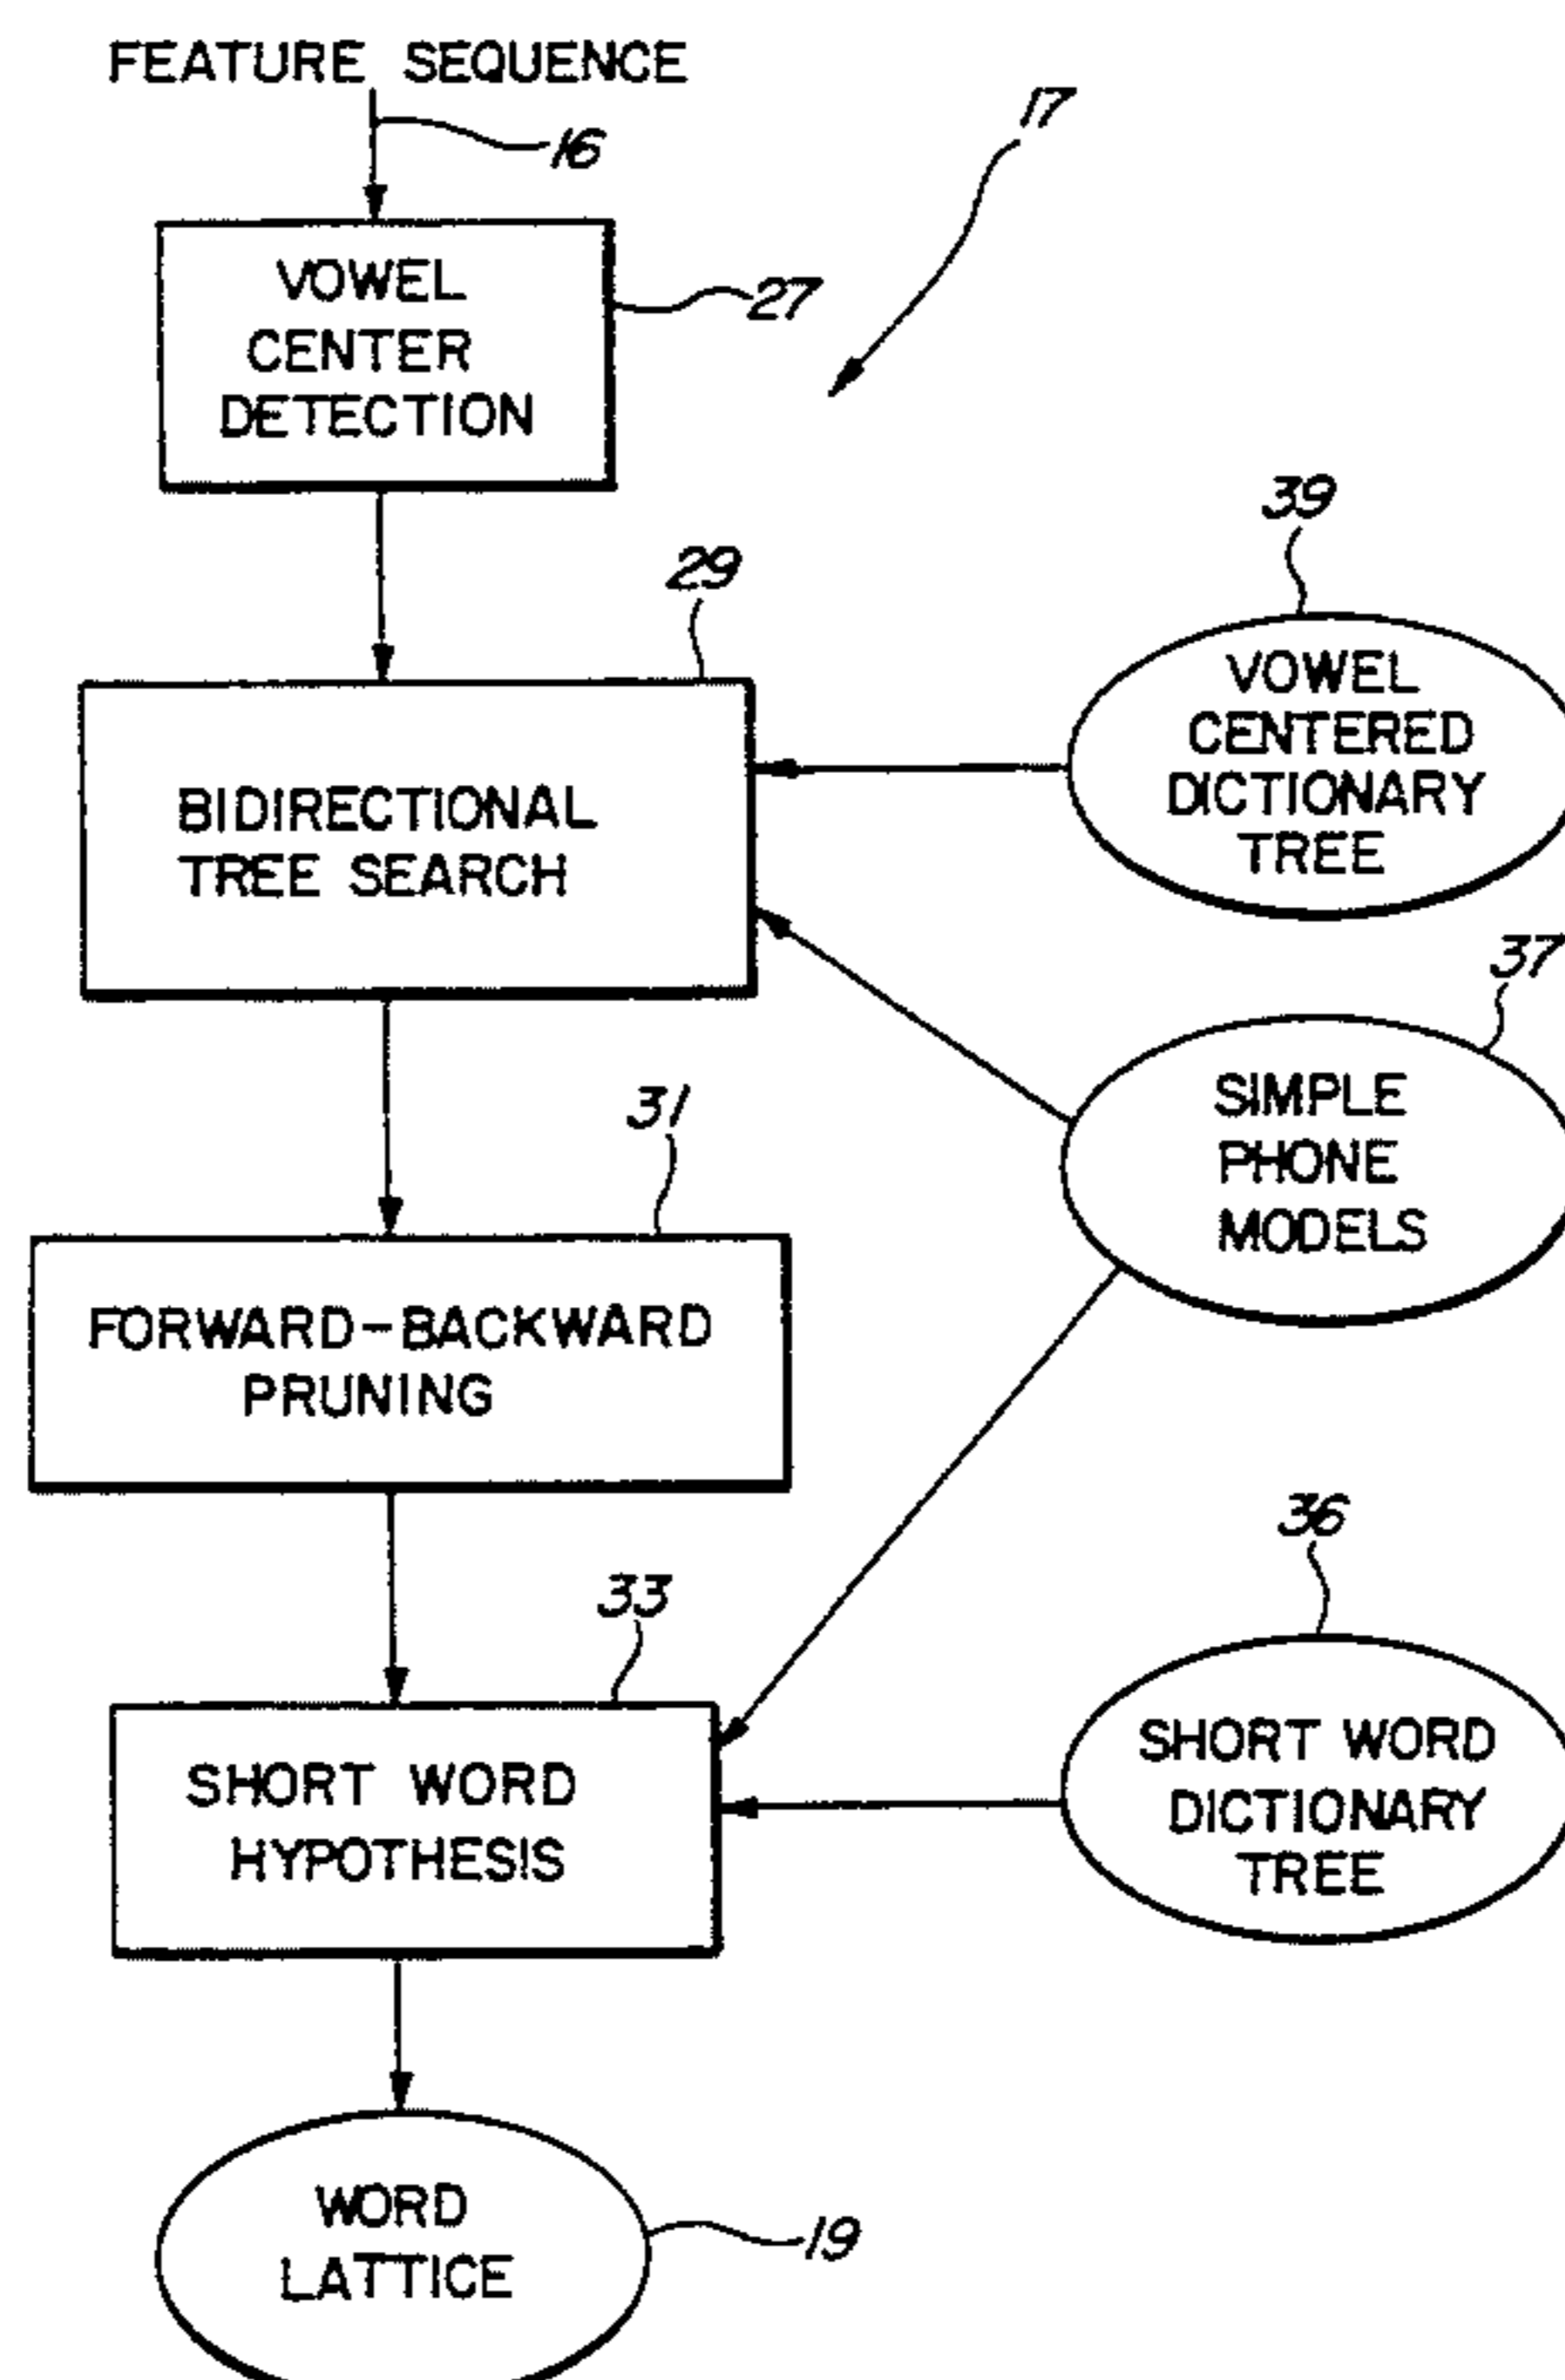 FEATURE SEQUENCE
16
17
VOWEL
CENTER
DETECTION
27
29
39
BIDIRECTIONAL
TREE SEARCH
VOWEL
CENTERED
DICTIONARY
TREE
37
SIMPLE
PHONE
MODELS
31
FORWARD-BACKWARD
PRUNING
33
36
SHORT WORD
HYPOTHESIS
SHORT WORD
DICTIONARY
TREE
WORD
LATTICE
19